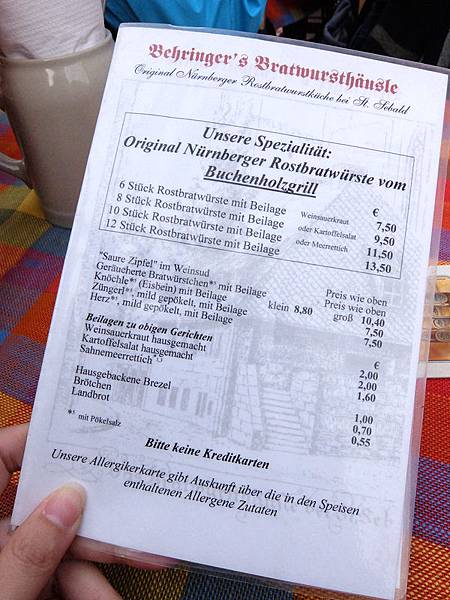 Behringer's Bratwursthäusle
Original Nürnberger Rostbratwurstküche bei St. Sebald
Unsere Spezialität:
Original Nürnberger Rostbratwürste vom
Buchenholzgrill
€
6 Stück Rostbratwürste mit Beilage Weinsauerkraut 7,50
8 Stück Rostbratwürste mit Beilage oder Kartoffelsalat 9,50
10 Stück Rostbratwürste mit Beilage oder Meerrettich 11,50
12 Stück Rostbratwürste mit Beilage 13,50
"Saure Zipfel" im Weinsud Preis wie oben
Geräucherte Bratwürstchen*⁵ mit Beilage Preis wie oben
Knöchle*⁵ (Eisbein) mit Beilage klein 8,80 groß 10,40
Züngerl*⁵, mild gepökelt, mit Beilage 7,50
Herz*⁵, mild gepökelt, mit Beilage 7,50
Beilagen zu obigen Gerichten €
Weinsauerkraut hausgemacht 2,00
Kartoffelsalat hausgemacht 2,00
Sahnemeerrettich 1,60
Hausgebackene Brezel 1,00
Brötchen 0,70
Landbrot 0,55
*⁵ mit Pökelsalz
Bitte keine Kreditkarten
Unsere Allergikerkarte gibt Auskunft über die in den Speisen
enthaltenen Allergene Zutaten